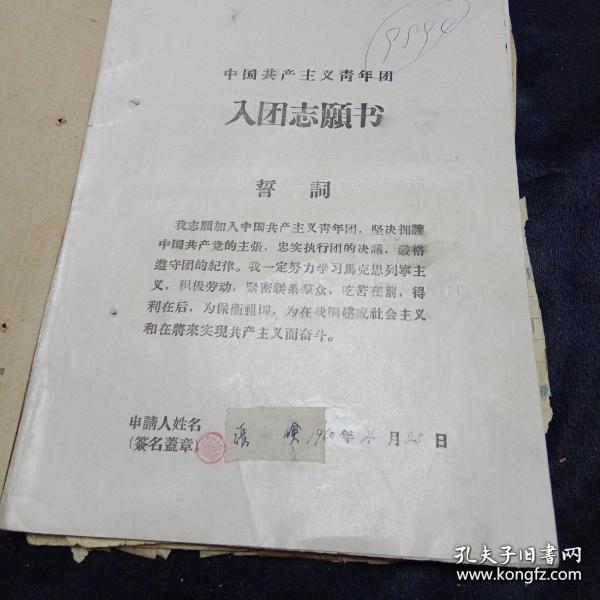 9594
中国共产主义青年团
入团志願书
誓 詞
我志願加入中国共产主义青年团，坚决拥護
中国共产党的主張，忠实执行团的决議，嚴格
遵守团的紀律。我一定努力学习馬克思列寧主
义，积极劳动，緊密联系羣众，吃苦在前，得
利在后，为保衛祖国，为在我国建成社会主义
和在將来实現共产主义而奋斗。
申請人姓名
(簽名蓋章) 張 1960年 月 日
孔夫子旧書网
www.kongfz.com